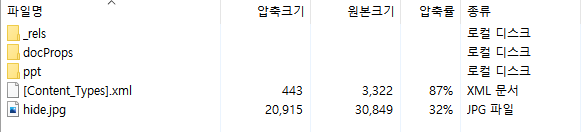 파일명 압축크기 원본크기 압축률 종류
_rels 로컬 디스크
docProps 로컬 디스크
ppt 로컬 디스크
[Content_Types].xml 443 3,322 87% XML 문서
hide.jpg 20,915 30,849 32% JPG 파일